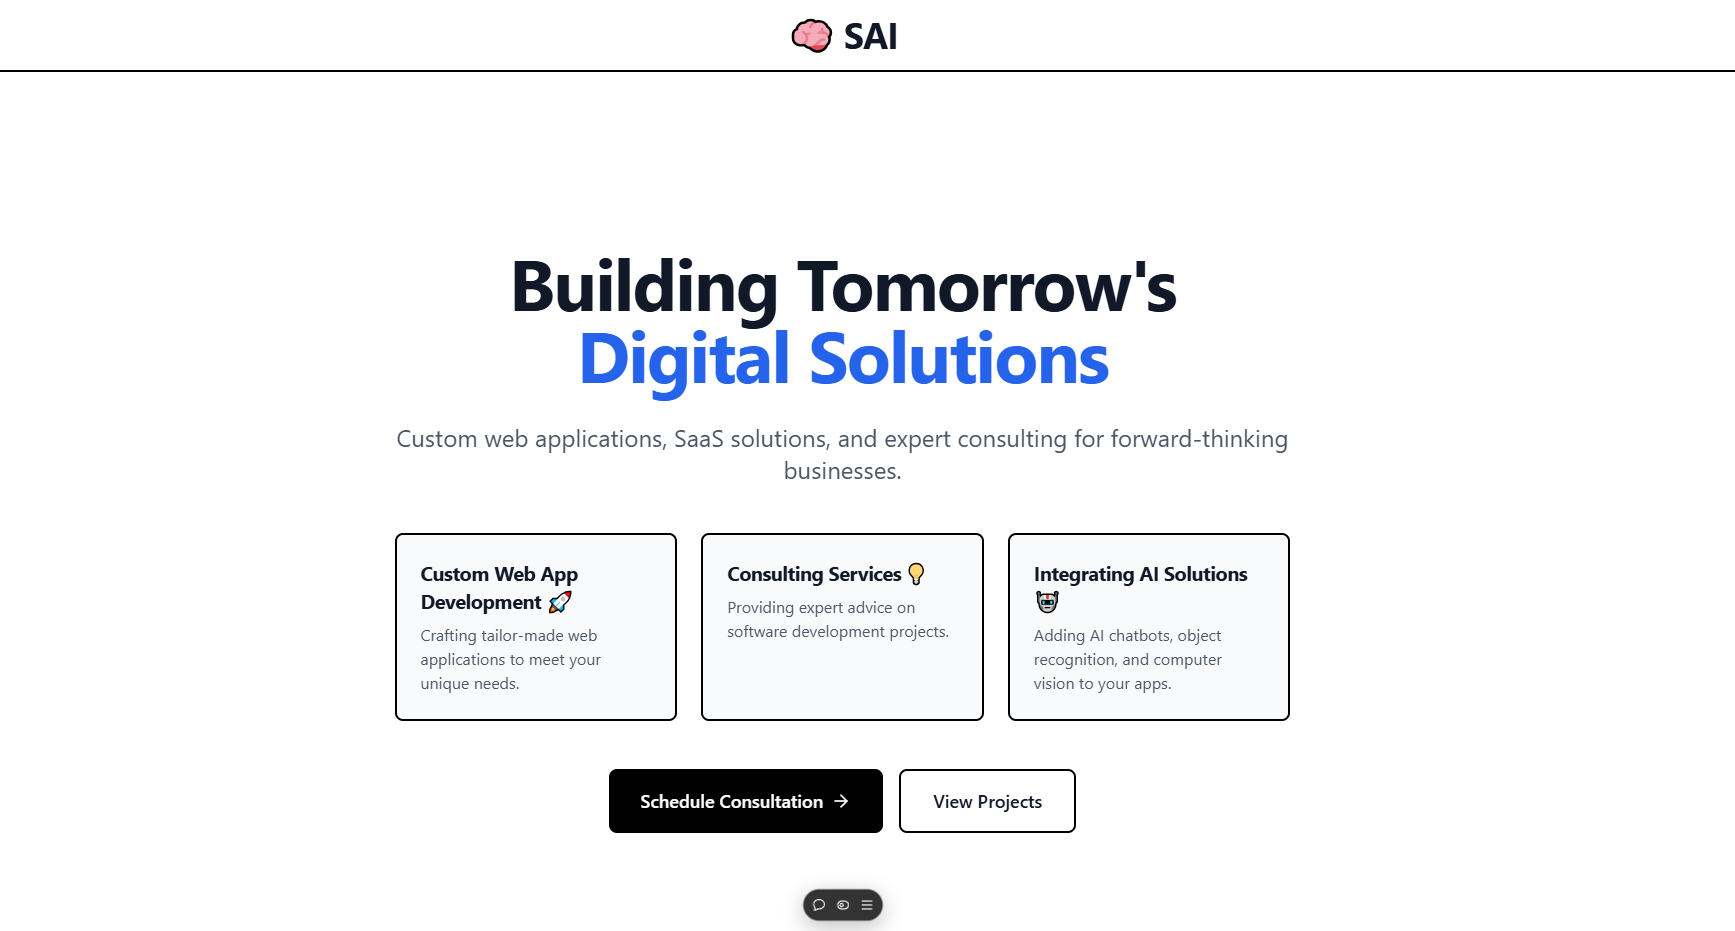 SAI
Building Tomorrow's
Digital Solutions
Custom web applications, SaaS solutions, and expert consulting for forward-thinking
businesses.
Custom Web App
Development 🚀
Crafting tailor-made web
applications to meet your
unique needs.
Consulting Services 💡
Providing expert advice on
software development projects.
Integrating AI Solutions
🤖
Adding AI chatbots, object
recognition, and computer
vision to your apps.
Schedule Consultation →
View Projects